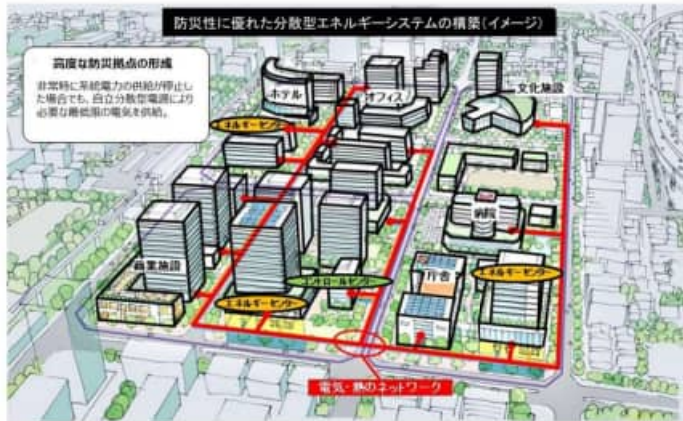 防災性に優れた分散型エネルギーシステムの構築(イメージ)
高度な防災拠点の形成
非常時に系統電力の供給が停止し
た場合でも、自立分散型電源により
必要な最低限の電気を供給。
ホテル
オフィス
文化施設
エネルギーセンター
病院
商業施設
コントロールセンター
庁舎
エネルギーセンター
エネルギーセンター
電気・熱のネットワーク